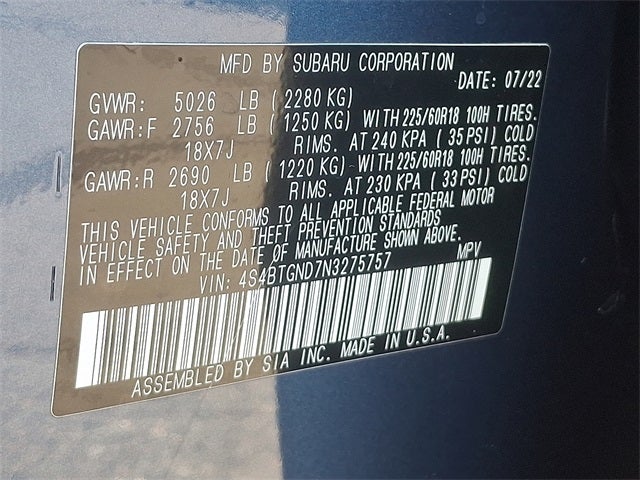 MFD BY SUBARU CORPORATION
DATE: 07/22
GVWR: 5026 LB (2280 KG)
GAWR:F 2756 LB (1250 KG) WITH 225/60R18 100H TIRES.
18X7J RIMS. AT 240 KPA (35 PSI) COLD
GAWR:R 2690 LB (1220 KG) WITH 225/60R18 100H TIRES.
18X7J RIMS. AT 230 KPA (33 PSI) COLD
THIS VEHICLE CONFORMS TO ALL APPLICABLE FEDERAL MOTOR
VEHICLE SAFETY AND THEFT PREVENTION STANDARDS
IN EFFECT ON THE DATE OF MANUFACTURE SHOWN ABOVE.
VIN: 4S4BTGND7N3275757 MPV
ASSEMBLED BY SIA INC. MADE IN U.S.A.